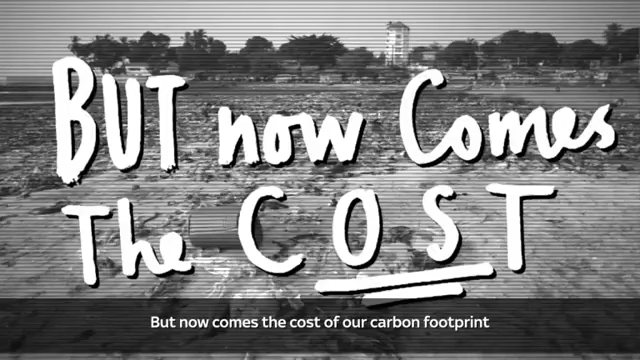 BUT now Comes
The COST
But now comes the cost of our carbon footprint